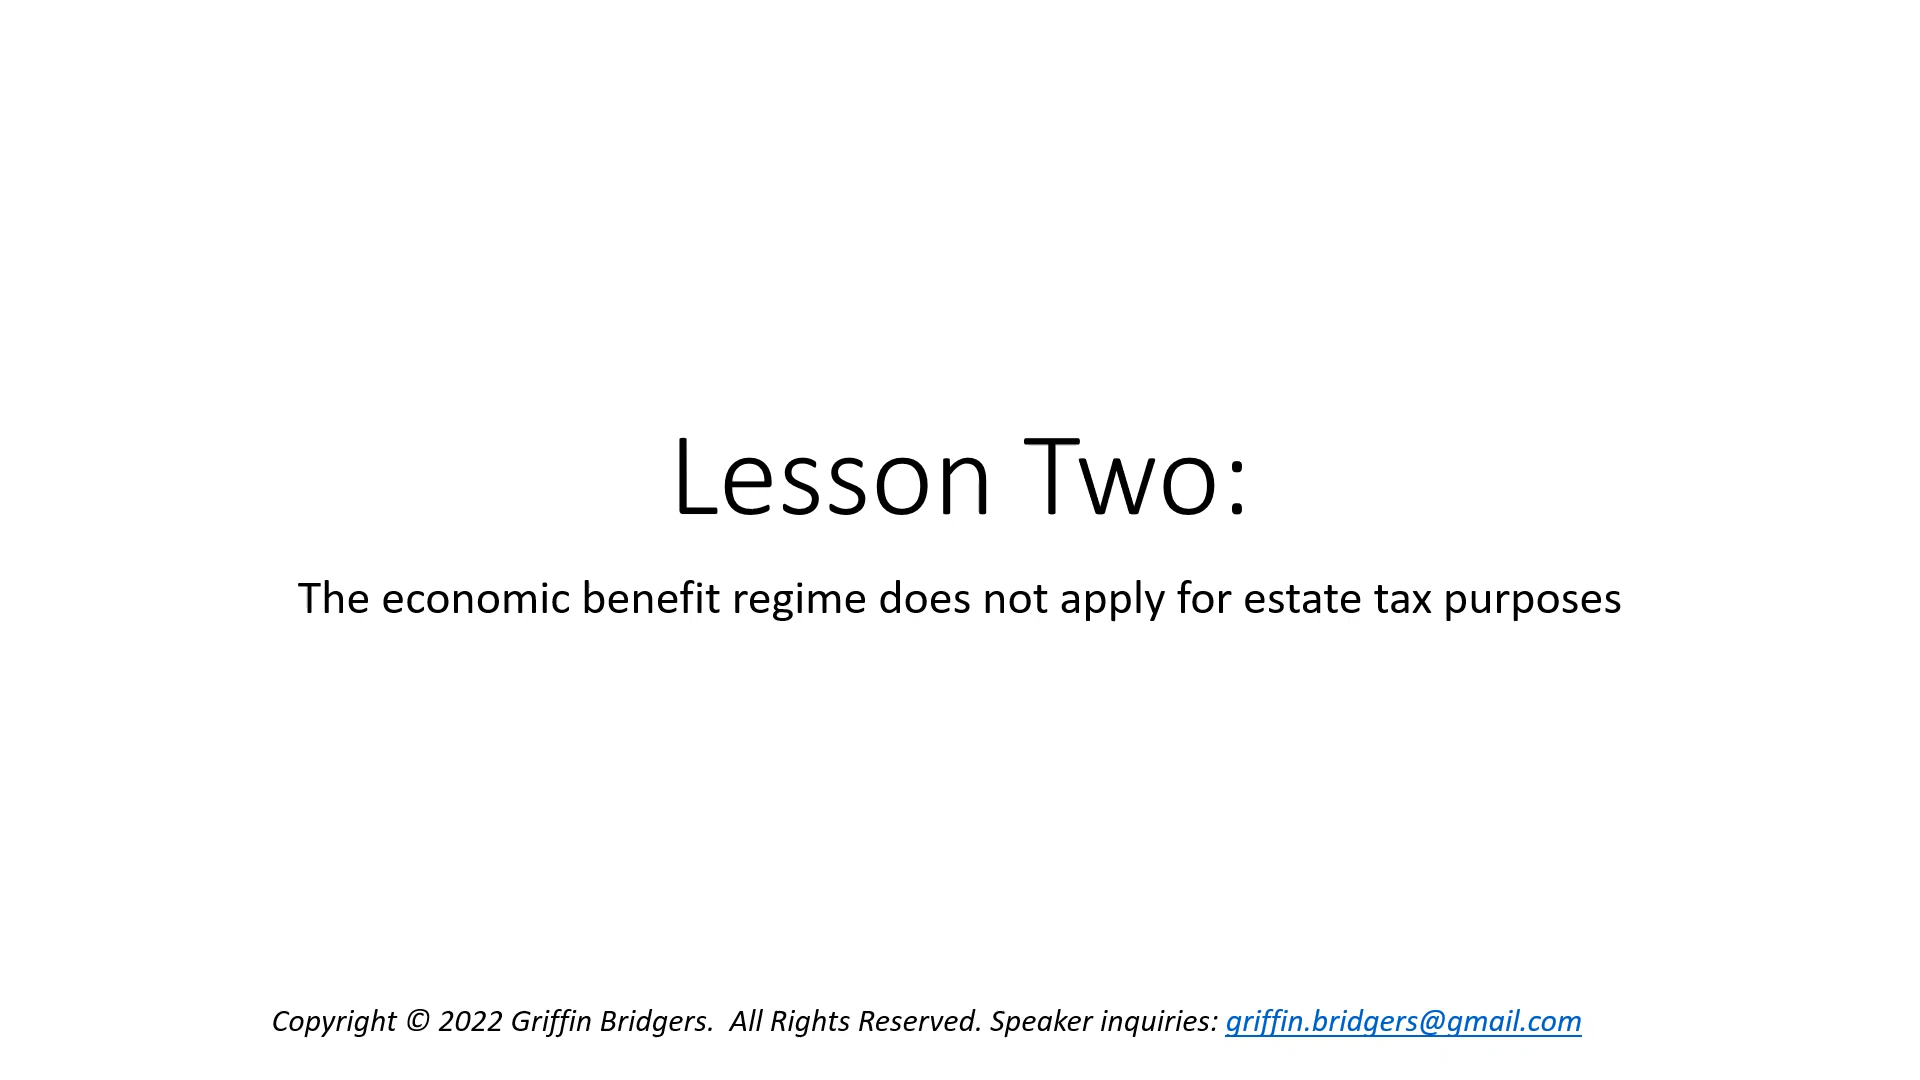 Lesson Two:
The economic benefit regime does not apply for estate tax purposes
Copyright © 2022 Griffin Bridgers.  All Rights Reserved. Speaker inquiries: griffin.bridgers@gmail.com